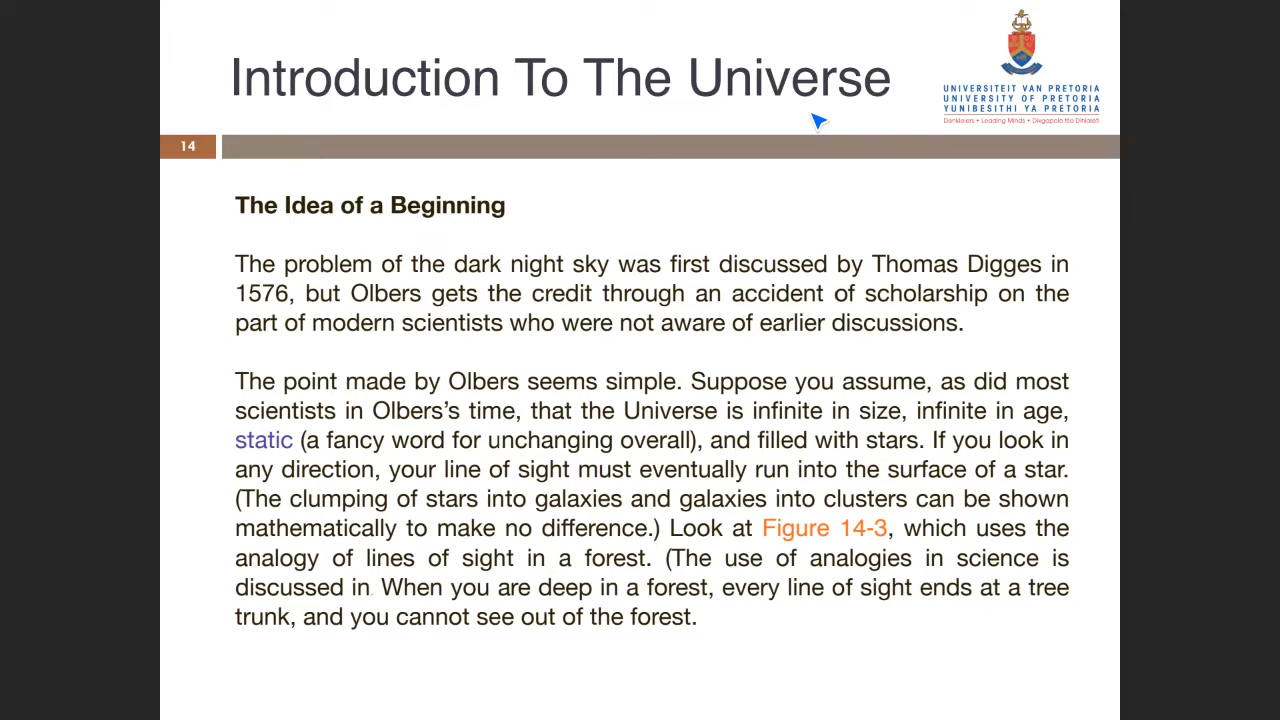 Introduction To The Universe
UNIVERSITEIT VAN PRETORIA
UNIVERSITY OF PRETORIA
YUNIBESITHI YA PRETORIA
Denkleiers • Leading Minds • Dikgopolo tša Dihlalefi
14
The Idea of a Beginning
The problem of the dark night sky was first discussed by Thomas Digges in
1576, but Olbers gets the credit through an accident of scholarship on the
part of modern scientists who were not aware of earlier discussions.
The point made by Olbers seems simple. Suppose you assume, as did most
scientists in Olbers’s time, that the Universe is infinite in size, infinite in age,
static (a fancy word for unchanging overall), and filled with stars. If you look in
any direction, your line of sight must eventually run into the surface of a star.
(The clumping of stars into galaxies and galaxies into clusters can be shown
mathematically to make no difference.) Look at Figure 14-3, which uses the
analogy of lines of sight in a forest. (The use of analogies in science is
discussed in. When you are deep in a forest, every line of sight ends at a tree
trunk, and you cannot see out of the forest.